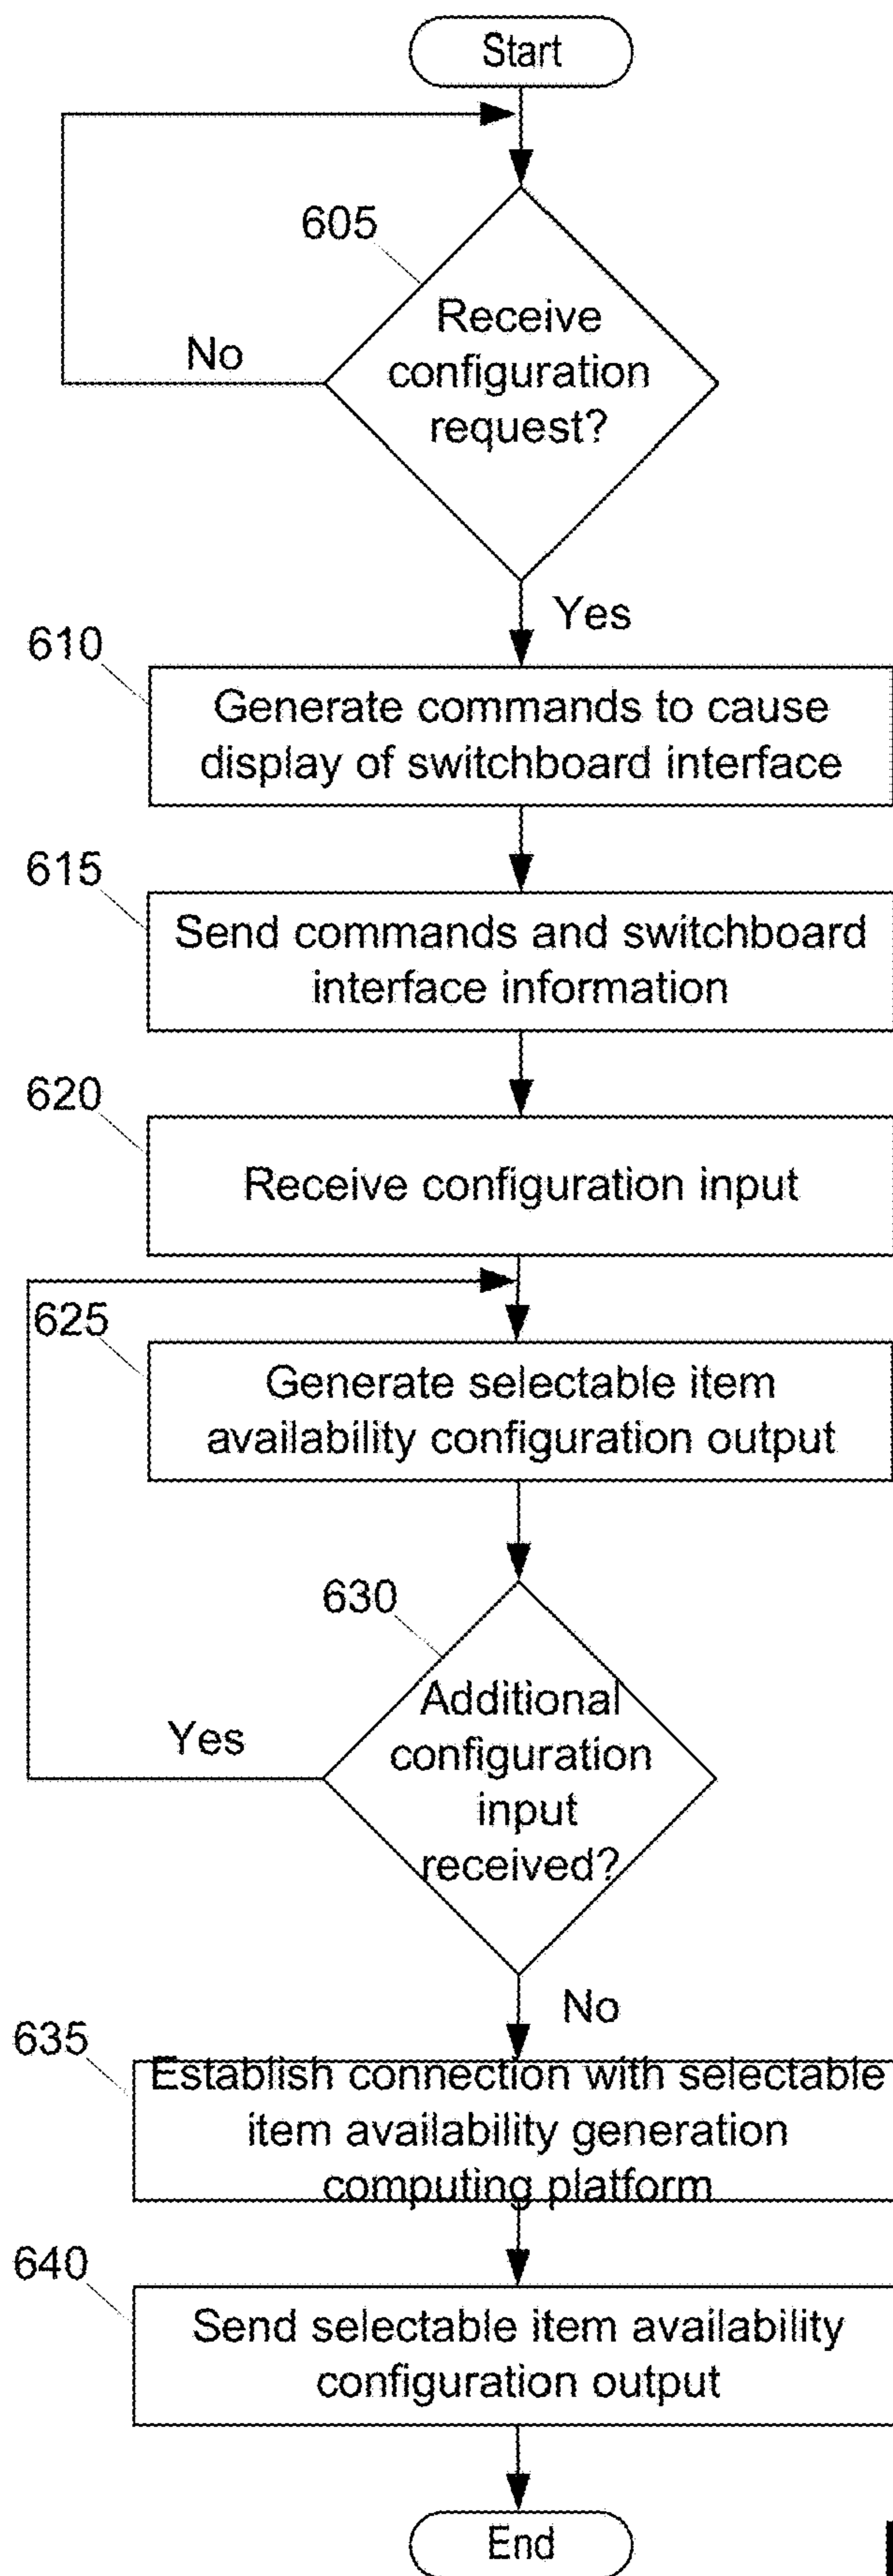 Start
605
Receive
configuration
request?
No
Yes
610
Generate commands to cause
display of switchboard interface
615
Send commands and switchboard
interface information
620
Receive configuration input
625
Generate selectable item
availability configuration output
630
Additional
configuration
input
received?
Yes
No
635
Establish connection with selectable
item availability generation
computing platform
640
Send selectable item availability
configuration output
End